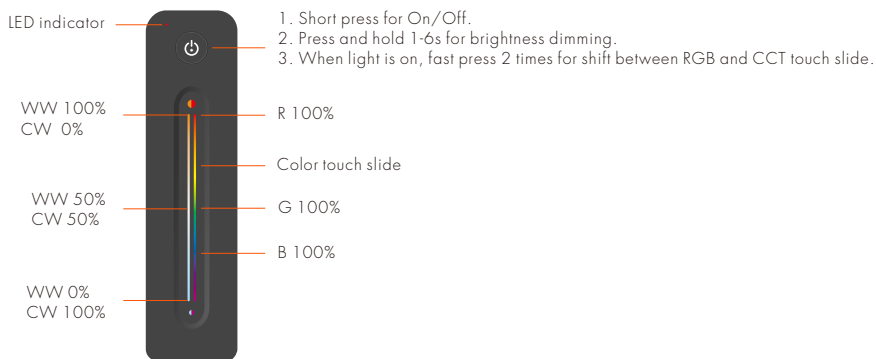 LED indicator
1. Short press for On/Off.
2. Press and hold 1-6s for brightness dimming.
3. When light is on, fast press 2 times for shift between RGB and CCT touch slide.
WW 100%
CW 0%
R 100%
Color touch slide
WW 50%
CW 50%
G 100%
B 100%
WW 0%
CW 100%